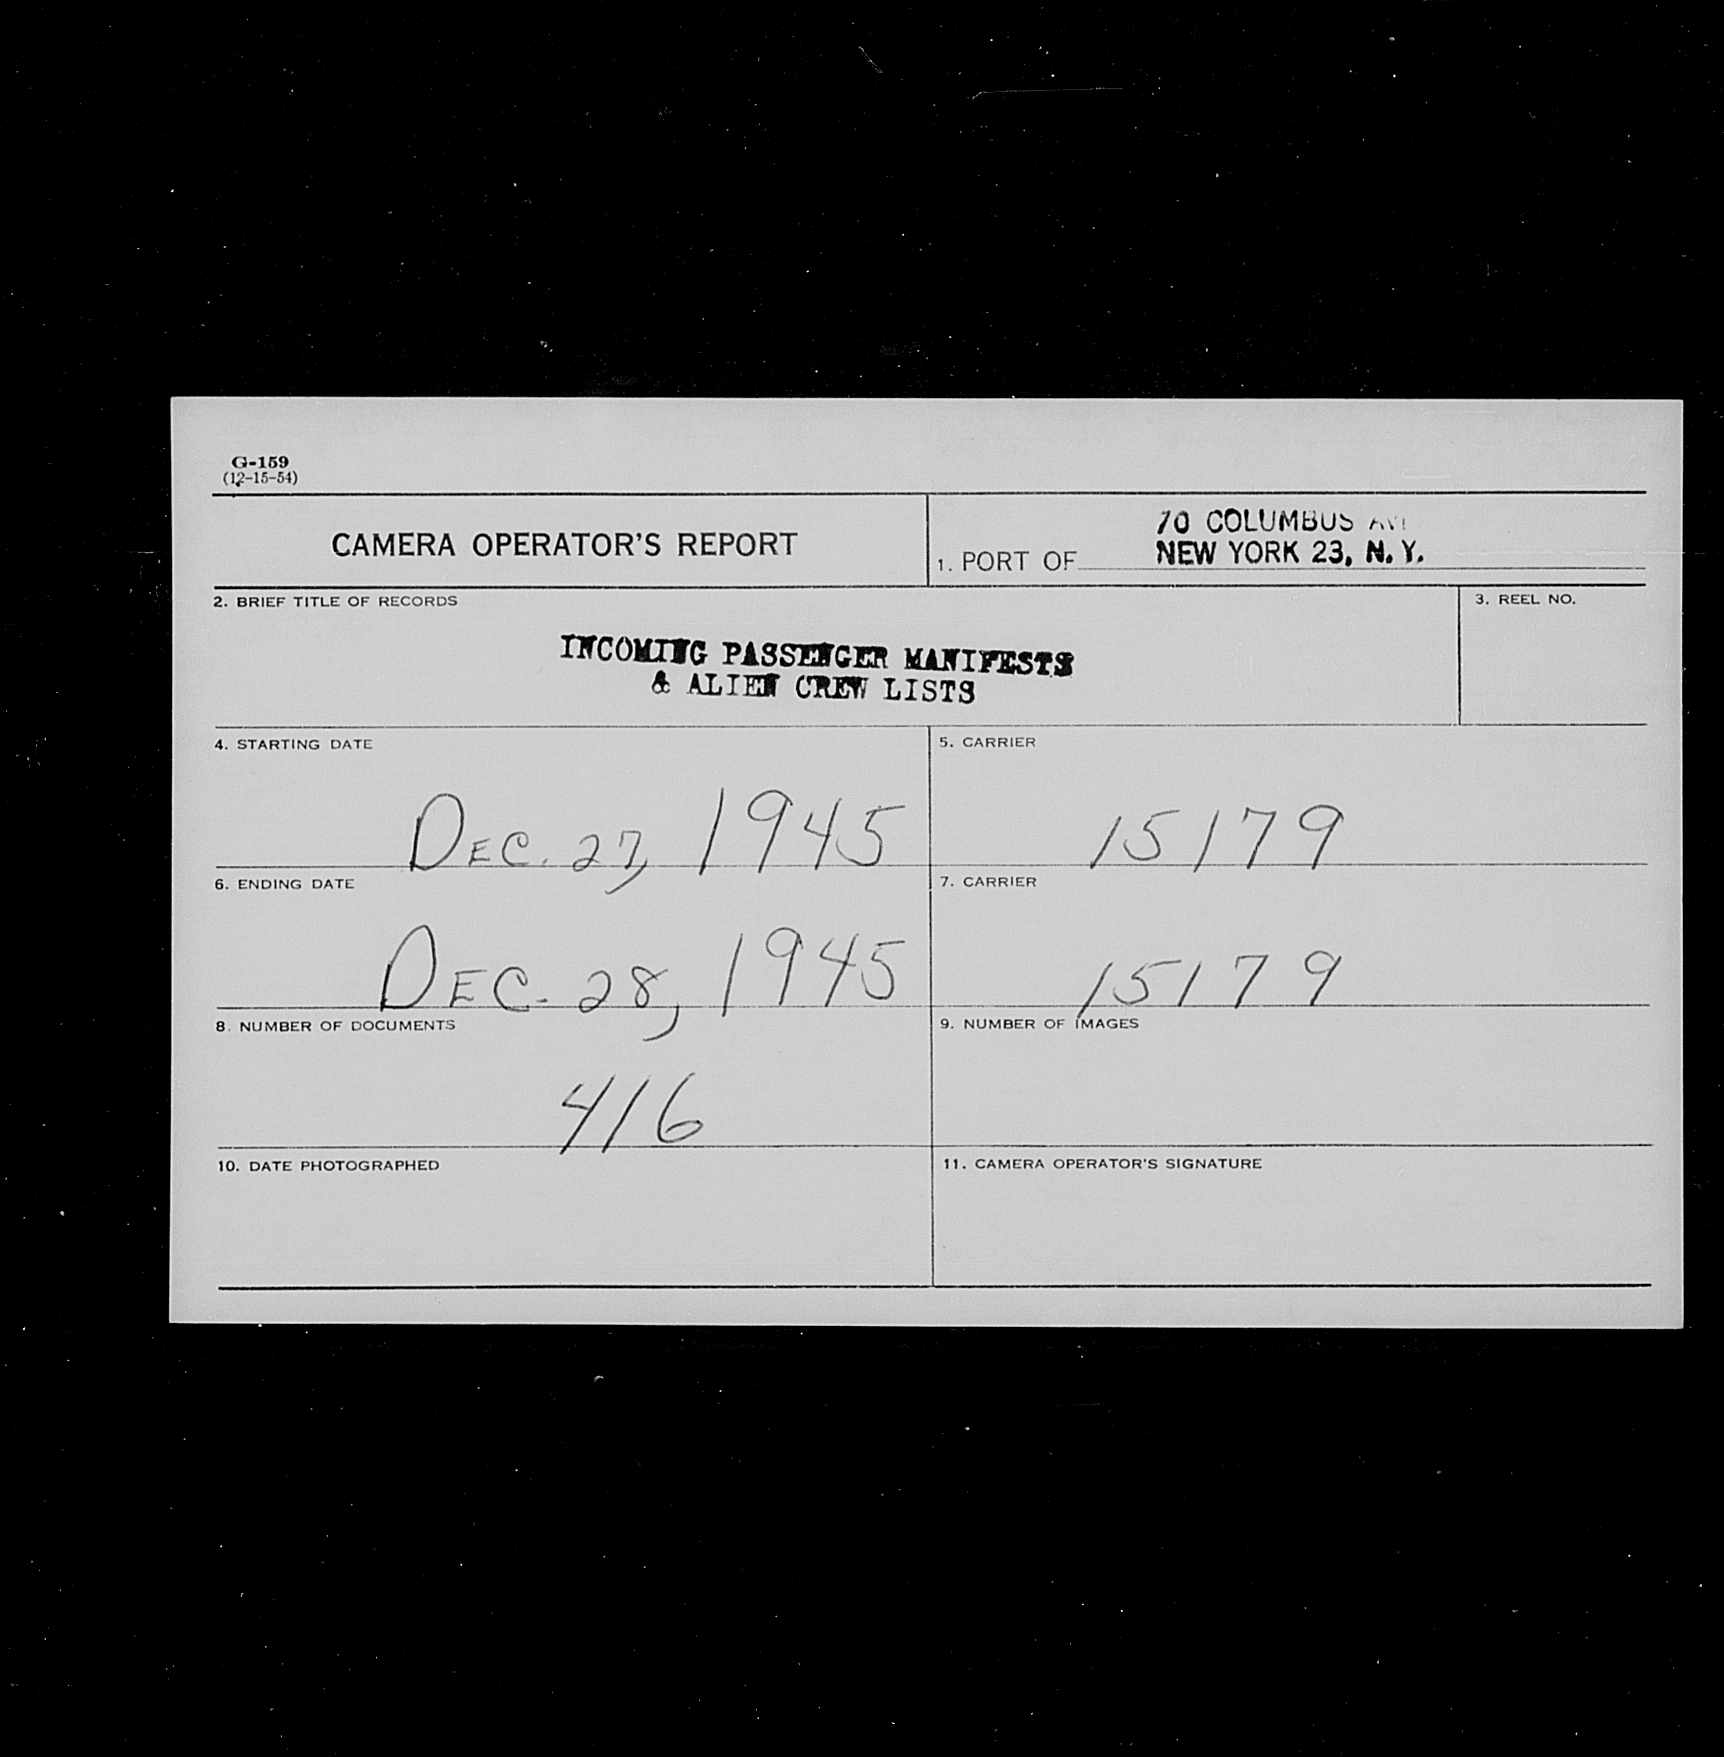 G-159
(12-15-54)
CAMERA OPERATOR'S REPORT
70 COLUMBUS
1. PORT OF NEW YORK 23, N. Y.
2. BRIEF TITLE OF RECORDS
3. REEL NO.
INCOMING PASSENGER MANIFESTS
& ALIEN CREW LISTS
4. STARTING DATE
5. CARRIER
DEC. 27, 1945
15179
6. ENDING DATE
7. CARRIER
DEC. 28, 1945
15179
8. NUMBER OF DOCUMENTS
9. NUMBER OF IMAGES
416
10. DATE PHOTOGRAPHED
11. CAMERA OPERATOR'S SIGNATURE